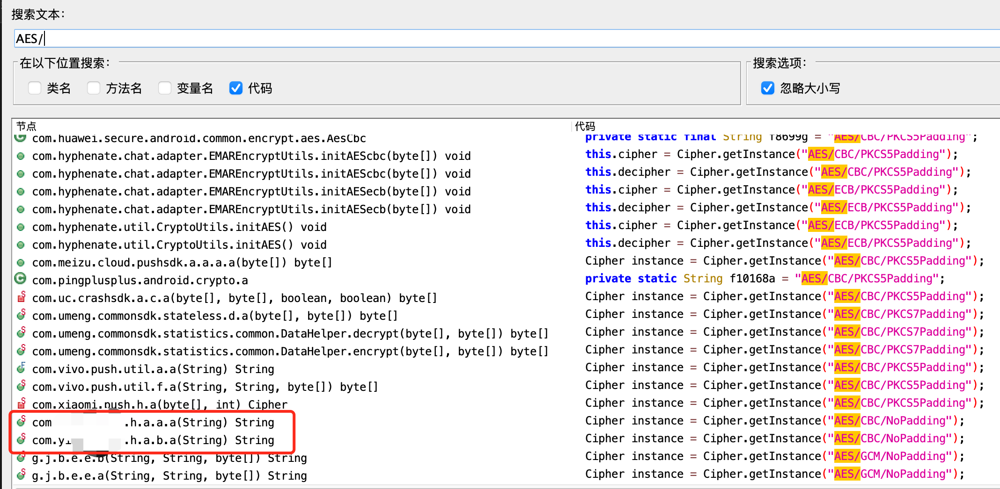 搜索文本：
AES/
在以下位置搜索：
搜索选项：
类名 方法名 变量名 代码
忽略大小写
节点 代码
com.huawei.secure.android.common.encrypt.aes.AesCbc private static final String f8699g = "AES/CBC/PKCS5Padding";
com.hyphenate.chat.adapter.EMAREncryptUtils.initAEScbc(byte[]) void this.cipher = Cipher.getInstance("AES/CBC/PKCS5Padding");
com.hyphenate.chat.adapter.EMAREncryptUtils.initAEScbc(byte[]) void this.decipher = Cipher.getInstance("AES/CBC/PKCS5Padding");
com.hyphenate.chat.adapter.EMAREncryptUtils.initAESecb(byte[]) void this.cipher = Cipher.getInstance("AES/ECB/PKCS5Padding");
com.hyphenate.chat.adapter.EMAREncryptUtils.initAESecb(byte[]) void this.decipher = Cipher.getInstance("AES/ECB/PKCS5Padding");
com.hyphenate.util.CryptoUtils.initAES() void this.cipher = Cipher.getInstance("AES/ECB/PKCS5Padding");
com.hyphenate.util.CryptoUtils.initAES() void this.decipher = Cipher.getInstance("AES/ECB/PKCS5Padding");
com.meizu.cloud.pushsdk.a.a.a.a(byte[]) byte[] Cipher instance = Cipher.getInstance("AES/CBC/PKCS5Padding");
com.pingplusplus.android.crypto.a private static String f10168a = "AES/CBC/PKCS5Padding";
com.uc.crashsdk.a.c.a(byte[], byte[], boolean, boolean) byte[] Cipher instance = Cipher.getInstance("AES/CBC/PKCS5Padding");
com.umeng.commonsdk.stateless.d.a(byte[], byte[]) byte[] Cipher instance = Cipher.getInstance("AES/CBC/PKCS7Padding");
com.umeng.commonsdk.statistics.common.DataHelper.decrypt(byte[], byte[]) byte[] Cipher instance = Cipher.getInstance("AES/CBC/PKCS7Padding");
com.umeng.commonsdk.statistics.common.DataHelper.encrypt(byte[], byte[]) byte[] Cipher instance = Cipher.getInstance("AES/CBC/PKCS7Padding");
com.vivo.push.util.a.a(String) String Cipher instance = Cipher.getInstance("AES/CBC/PKCS5Padding");
com.vivo.push.util.f.a(String, String, byte[]) byte[] Cipher instance = Cipher.getInstance("AES/CBC/PKCS5Padding");
com.xiaomi.push.h.a(byte[], int) Cipher Cipher instance = Cipher.getInstance("AES/CBC/PKCS5Padding");
com .h.a.a.a(String) String Cipher instance = Cipher.getInstance("AES/CBC/NoPadding");
com.yi .h.a.b.a(String) String Cipher instance = Cipher.getInstance("AES/CBC/NoPadding");
g.j.b.e.e.b(String, String, byte[]) String Cipher instance = Cipher.getInstance("AES/GCM/NoPadding");
g.j.b.e.e.a(String, String, byte[]) String Cipher instance = Cipher.getInstance("AES/GCM/NoPadding");